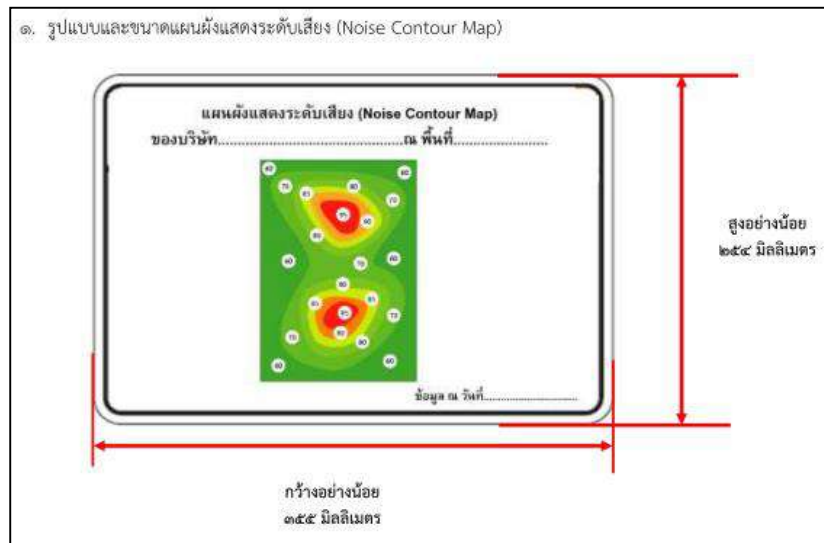 ๑. รูปแบบและขนาดแผนผังแสดงระดับเสียง (Noise Contour Map)
แผนผังแสดงระดับเสียง (Noise Contour Map)
ของบริษัท................................................ณ พื้นที่........................
สูงอย่างน้อย
๒๕๔ มิลลิเมตร
ข้อมูล ณ วันที่..............................
กว้างอย่างน้อย
๓๕๕ มิลลิเมตร